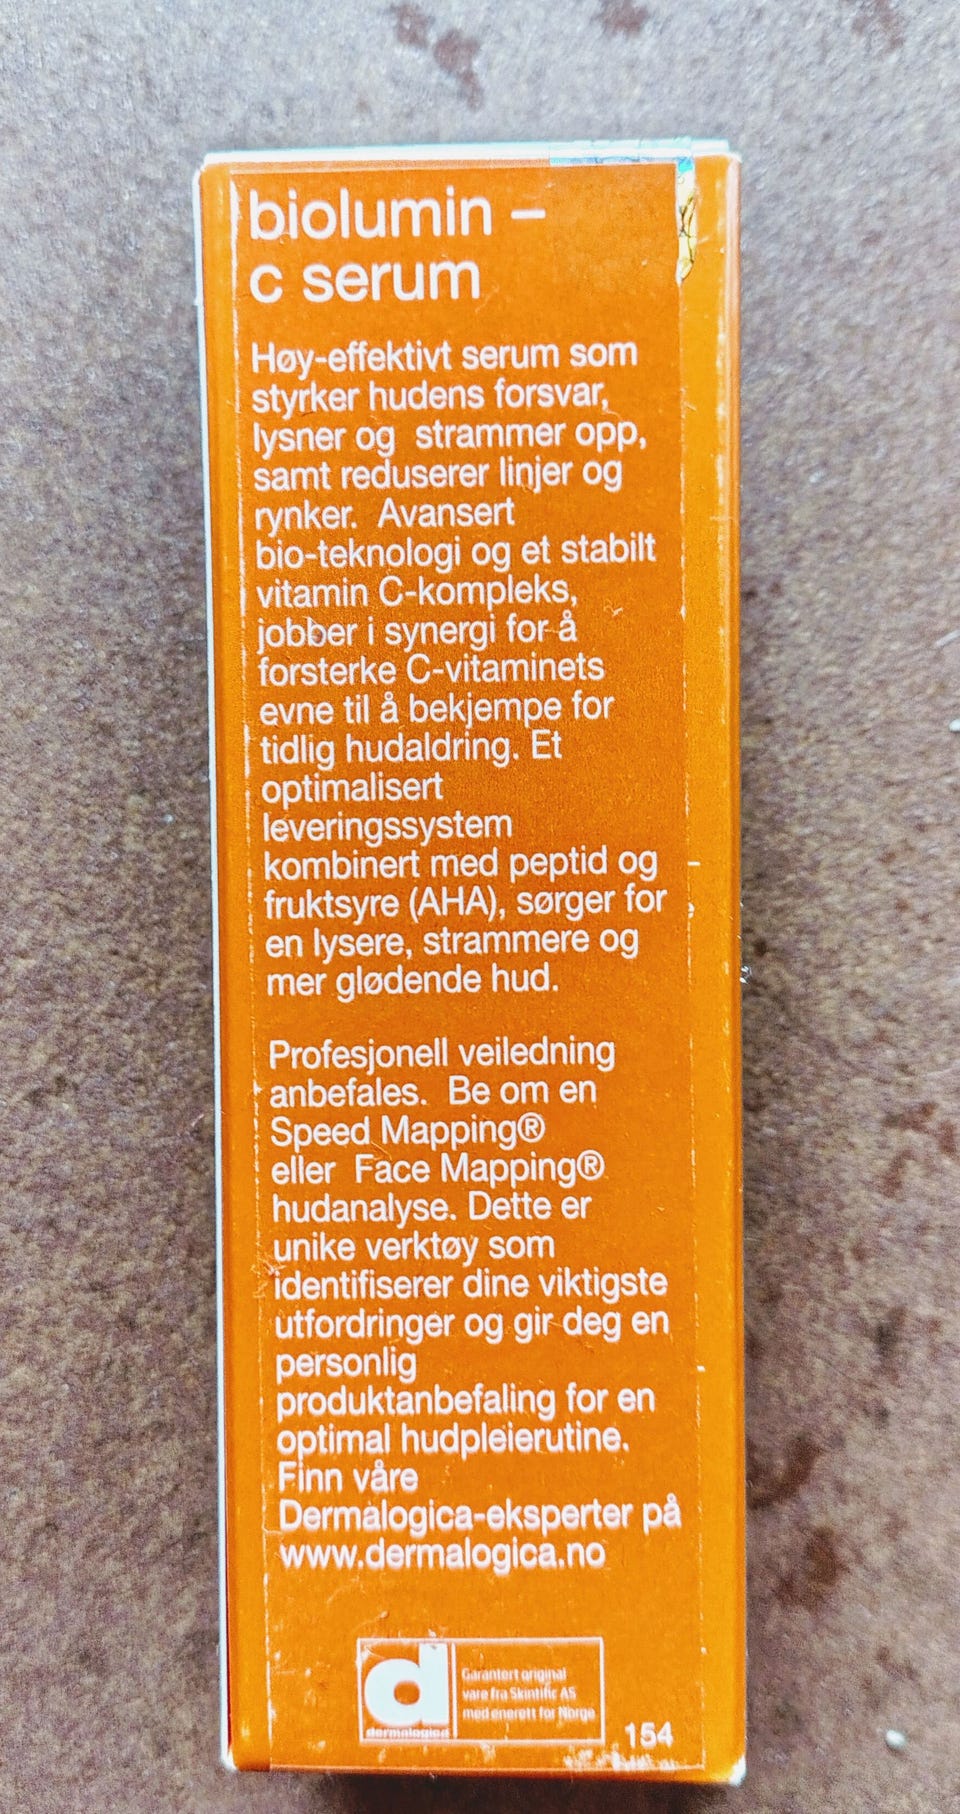 biolumin –
c serum
Høy-effektivt serum som
styrker hudens forsvar,
lysner og strammer opp,
samt reduserer linjer og
rynker. Avansert
bio-teknologi og et stabilt
vitamin C-kompleks,
jobber i synergi for å
forsterke C-vitaminets
evne til å bekjempe for
tidlig hudaldring. Et
optimalisert
leveringssystem
kombinert med peptid og
fruktsyre (AHA), sørger for
en lysere, strammere og
mer glødende hud.
Profesjonell veiledning
anbefales. Be om en
Speed Mapping®
eller Face Mapping®
hudanalyse. Dette er
unike verktøy som
identifiserer dine viktigste
utfordringer og gir deg en
personlig
produktanbefaling for en
optimal hudpleierutine.
Finn våre
Dermalogica-eksperter på
www.dermalogica.no
d
dermalogica
Garantert original
vare fra Skintific AS
med enerett for Norge
154